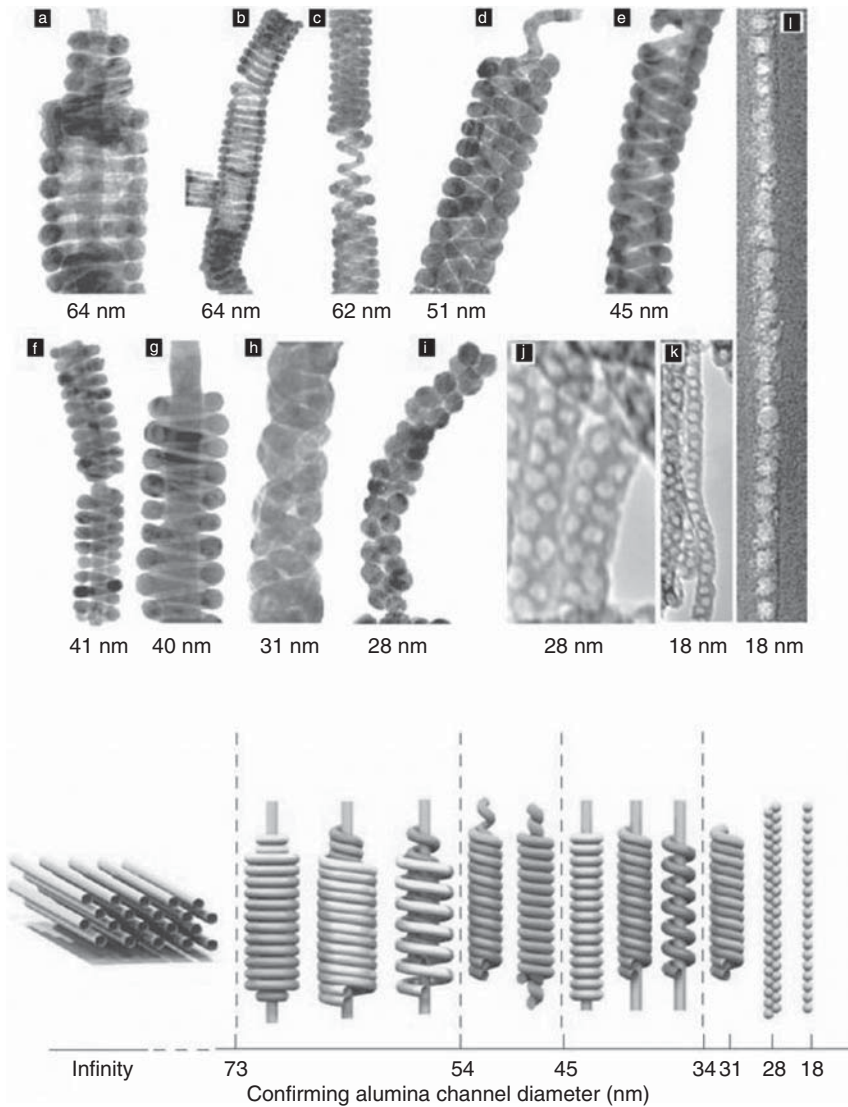 a b c d e l
64 nm 64 nm 62 nm 51 nm 45 nm
f g h i j k
41 nm 40 nm 31 nm 28 nm 28 nm 18 nm 18 nm
Infinity 73 54 45 34 31 28 18
Confirming alumina channel diameter (nm)